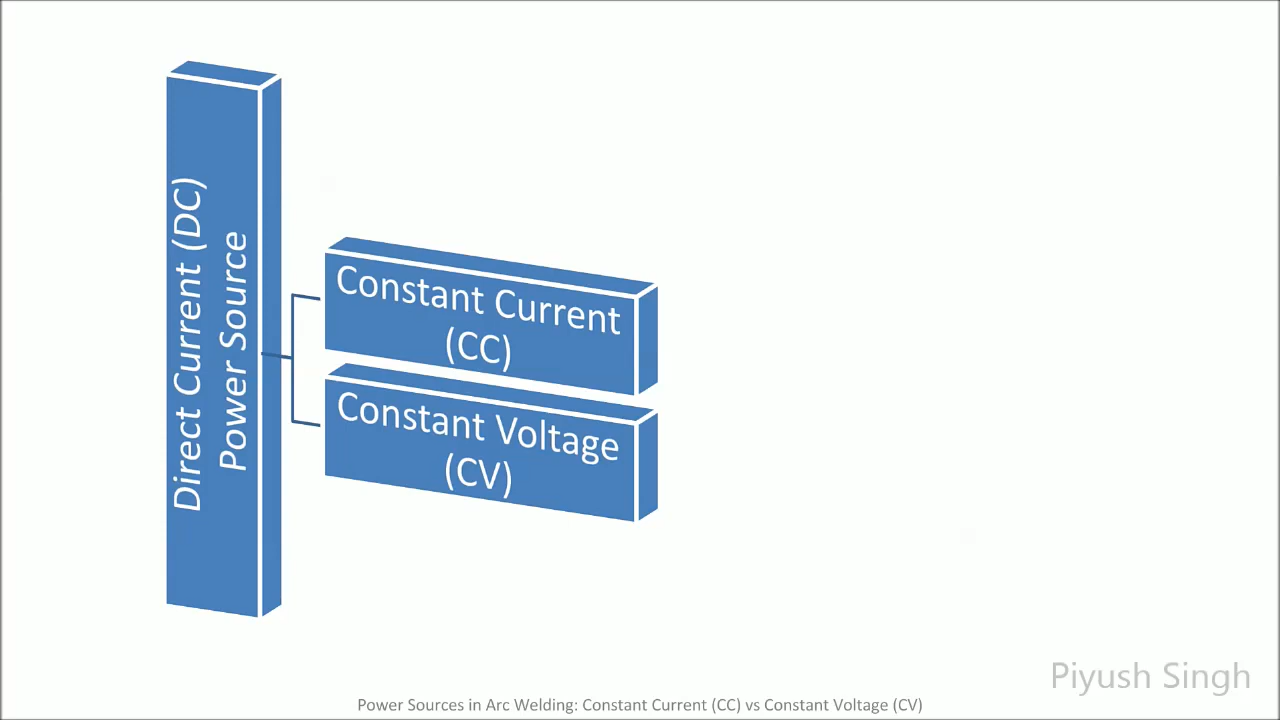 Direct Current (DC)
Power Source
Constant Current
(CC)
Constant Voltage
(CV)
Piyush Singh
Power Sources in Arc Welding: Constant Current (CC) vs Constant Voltage (CV)